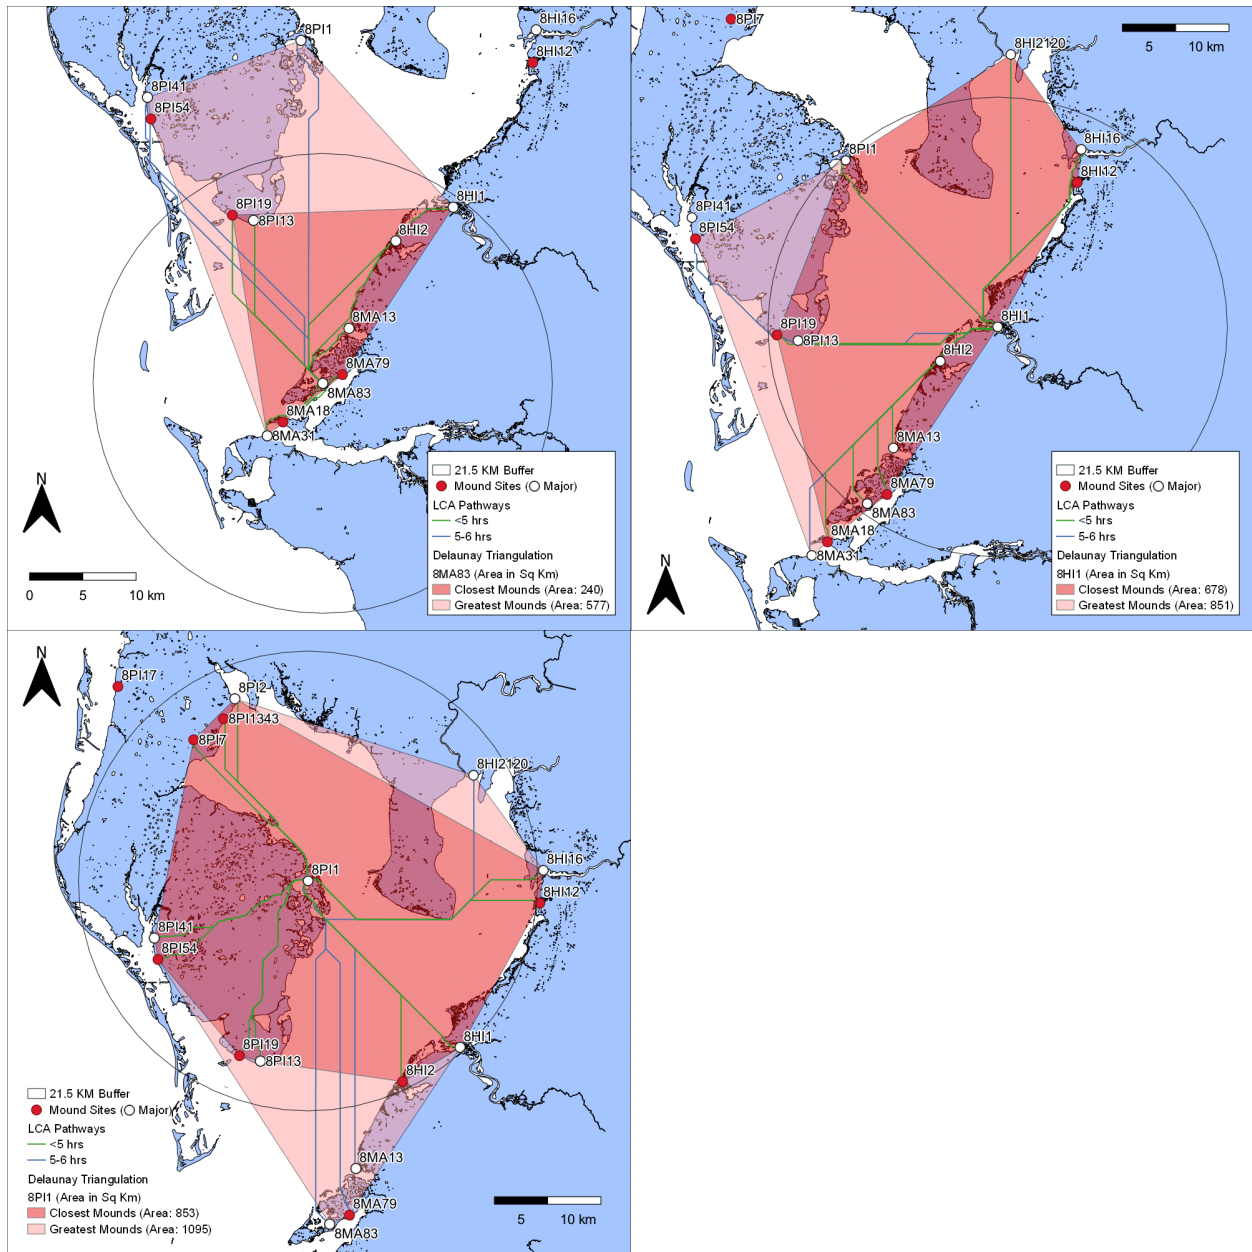 8PI1
8HI16
8HI12
8PI41
8PI54
8PI19
8PI13
8HI1
8HI2
8MA13
8MA79
8MA83
8MA18
8MA31
N
0 5 10 km
21.5 KM Buffer
Mound Sites (○ Major)
LCA Pathways
<5 hrs
5-6 hrs
Delaunay Triangulation
8MA83 (Area in Sq Km)
Closest Mounds (Area: 240)
Greatest Mounds (Area: 577)
8PI7
8HI2120
5 10 km
8HI16
8PI1
8HI12
8PI41
8PI54
8PI19
8PI13
8HI1
8HI2
8MA13
8MA79
8MA83
8MA18
8MA31
N
21.5 KM Buffer
Mound Sites (○ Major)
LCA Pathways
<5 hrs
5-6 hrs
Delaunay Triangulation
8HI1 (Area in Sq Km)
Closest Mounds (Area: 678)
Greatest Mounds (Area: 851)
N
8PI17
8PI2
8PI1343
8PI7
8HI2120
8PI1
8HI16
8HI12
8PI41
8PI54
8PI19
8PI13
8HI1
8HI2
8MA13
8MA79
8MA83
21.5 KM Buffer
Mound Sites (○ Major)
LCA Pathways
<5 hrs
5-6 hrs
Delaunay Triangulation
8PI1 (Area in Sq Km)
Closest Mounds (Area: 853)
Greatest Mounds (Area: 1095)
5 10 km